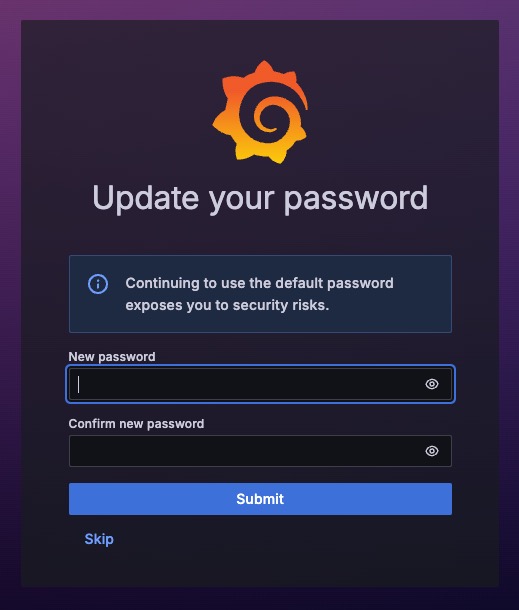 Update your password
Continuing to use the default password
exposes you to security risks.
New password
Confirm new password
Submit
Skip